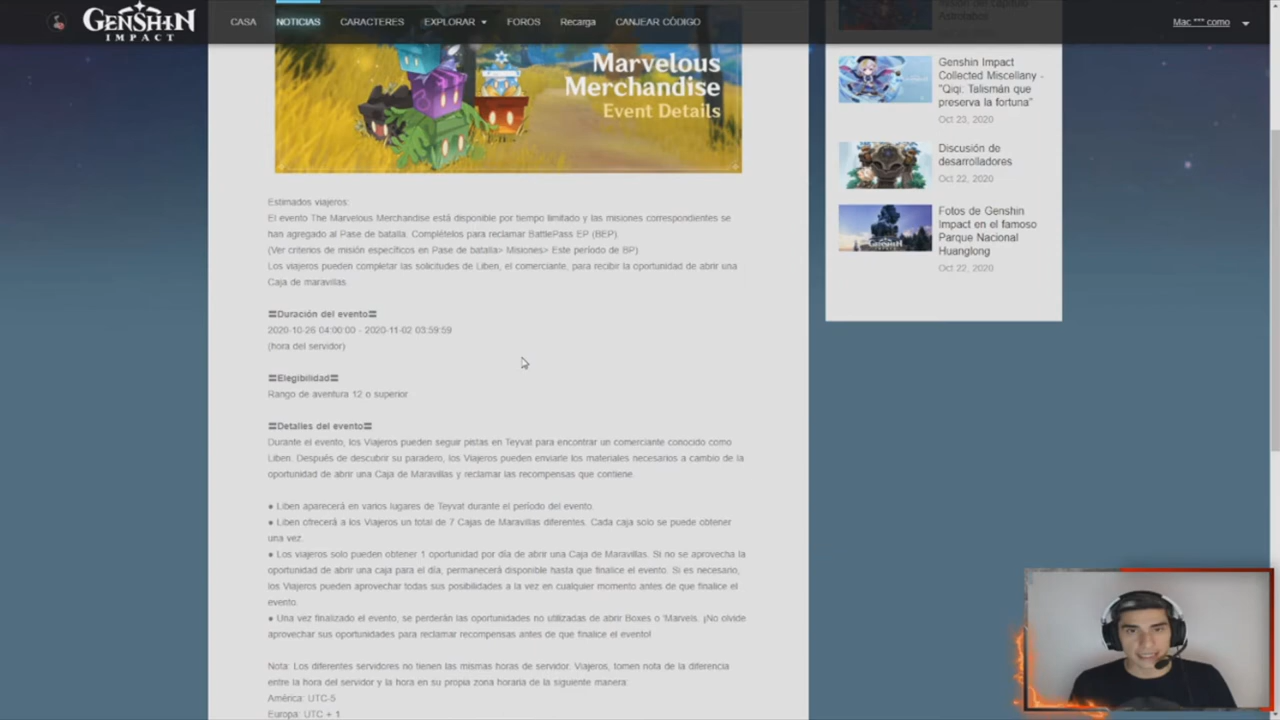 GENSHIN
IMPACT
CASA
NOTICIAS
CARACTERES
EXPLORAR
FOROS
Recarga
CANJEAR CÓDIGO
Mac *** como
Marvelous
Merchandise
Event Details
Estimados viajeros:
El evento The Marvelous Merchandise está disponible por tiempo limitado y las misiones correspondientes se
han agregado al Pase de batalla. Complételos para reclamar BattlePass EP (BEP).
(Ver criterios de misión específicos en Pase de batalla> Misiones> Este período de BP)
Los viajeros pueden completar las solicitudes de Liben, el comerciante, para recibir la oportunidad de abrir una
Caja de maravillas.
〓Duración del evento〓
2020-10-26 04:00:00 - 2020-11-02 03:59:59
(hora del servidor)
〓Elegibilidad〓
Rango de aventura 12 o superior
〓Detalles del evento〓
Durante el evento, los Viajeros pueden seguir pistas en Teyvat para encontrar un comerciante conocido como
Liben. Después de descubrir su paradero, los Viajeros pueden enviarle los materiales necesarios a cambio de la
oportunidad de abrir una Caja de Maravillas y reclamar las recompensas que contiene.
● Liben aparecerá en varios lugares de Teyvat durante el período del evento.
● Liben ofrecerá a los Viajeros un total de 7 Cajas de Maravillas diferentes. Cada caja solo se puede obtener
una vez.
● Los viajeros solo pueden obtener 1 oportunidad por día de abrir una Caja de Maravillas. Si no se aprovecha la
oportunidad de abrir una caja para el día, permanecerá disponible hasta que finalice el evento. Si es necesario,
los Viajeros pueden aprovechar todas sus posibilidades a la vez en cualquier momento antes de que finalice el
evento.
● Una vez finalizado el evento, se perderán las oportunidades no utilizadas de abrir Boxes o 'Marvels. ¡No olvide
aprovechar sus oportunidades para reclamar recompensas antes de que finalice el evento!
Nota: Los diferentes servidores no tienen las mismas horas de servidor. Viajeros, tomen nota de la diferencia
entre la hora del servidor y la hora en su propia zona horaria de la siguiente manera:
América: UTC-5
Europa: UTC + 1
misión del capítulo
Astrolabos
Genshin Impact
Collected Miscellany -
"Qiqi: Talismán que
preserva la fortuna"
Oct 23, 2020
Discusión de
desarrolladores
Oct 22, 2020
Fotos de Genshin
Impact en el famoso
Parque Nacional
Huanglong
Oct 22, 2020